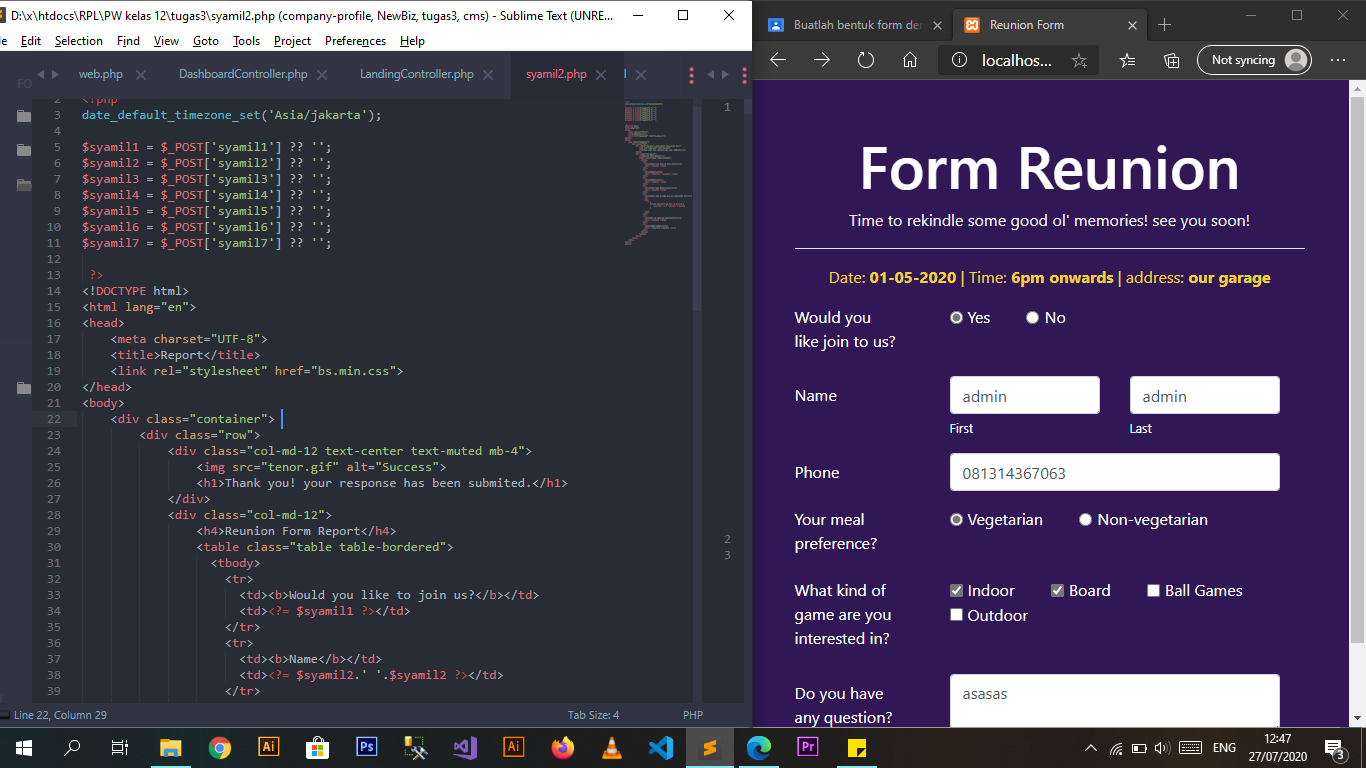 D:\x\htdocs\RPL\PW kelas 12\tugas3\syamil2.php (company-profile, NewBiz, tugas3, cms) - Sublime Text (UNRE...
le Edit Selection Find View Goto Tools Project Preferences Help
FO
web.php DashboardController.php LandingController.php syamil2.php
2 <?php
3 date_default_timezone_set('Asia/jakarta');
4
5 $syamil1 = $_POST['syamil1'] ?? '';
6 $syamil2 = $_POST['syamil2'] ?? '';
7 $syamil3 = $_POST['syamil3'] ?? '';
8 $syamil4 = $_POST['syamil4'] ?? '';
9 $syamil5 = $_POST['syamil5'] ?? '';
10 $syamil6 = $_POST['syamil6'] ?? '';
11 $syamil7 = $_POST['syamil7'] ?? '';
12
13 ?>
14 <!DOCTYPE html>
15 <html lang="en">
16 <head>
17 <meta charset="UTF-8">
18 <title>Report</title>
19 <link rel="stylesheet" href="bs.min.css">
20 </head>
21 <body>
22 <div class="container">
23 <div class="row">
24 <div class="col-md-12 text-center text-muted mb-4">
25 <img src="tenor.gif" alt="Success">
26 <h1>Thank you! your response has been submited.</h1>
27 </div>
28 <div class="col-md-12">
29 <h4>Reunion Form Report</h4>
30 <table class="table table-bordered">
31 <tbody>
32 <tr>
33 <td><b>Would you like to join us?</b></td>
34 <td><?= $syamil1 ?></td>
35 </tr>
36 <tr>
37 <td><b>Name</b></td>
38 <td><?= $syamil2.' '.$syamil2 ?></td>
39 </tr>
1
2
3
Line 22, Column 29 Tab Size: 4 PHP
Buatlah bentuk form der Reunion Form
localhos... Not syncing
Form Reunion
Time to rekindle some good ol' memories! see you soon!
Date: 01-05-2020 | Time: 6pm onwards | address: our garage
Would you like join to us? Yes No
Name admin admin
First Last
Phone 081314367063
Your meal preference? Vegetarian Non-vegetarian
What kind of game are you interested in? Indoor Board Ball Games
Outdoor
Do you have any question? asasas
Ai Ps Ai Pr ENG 12:47
27/07/2020 3